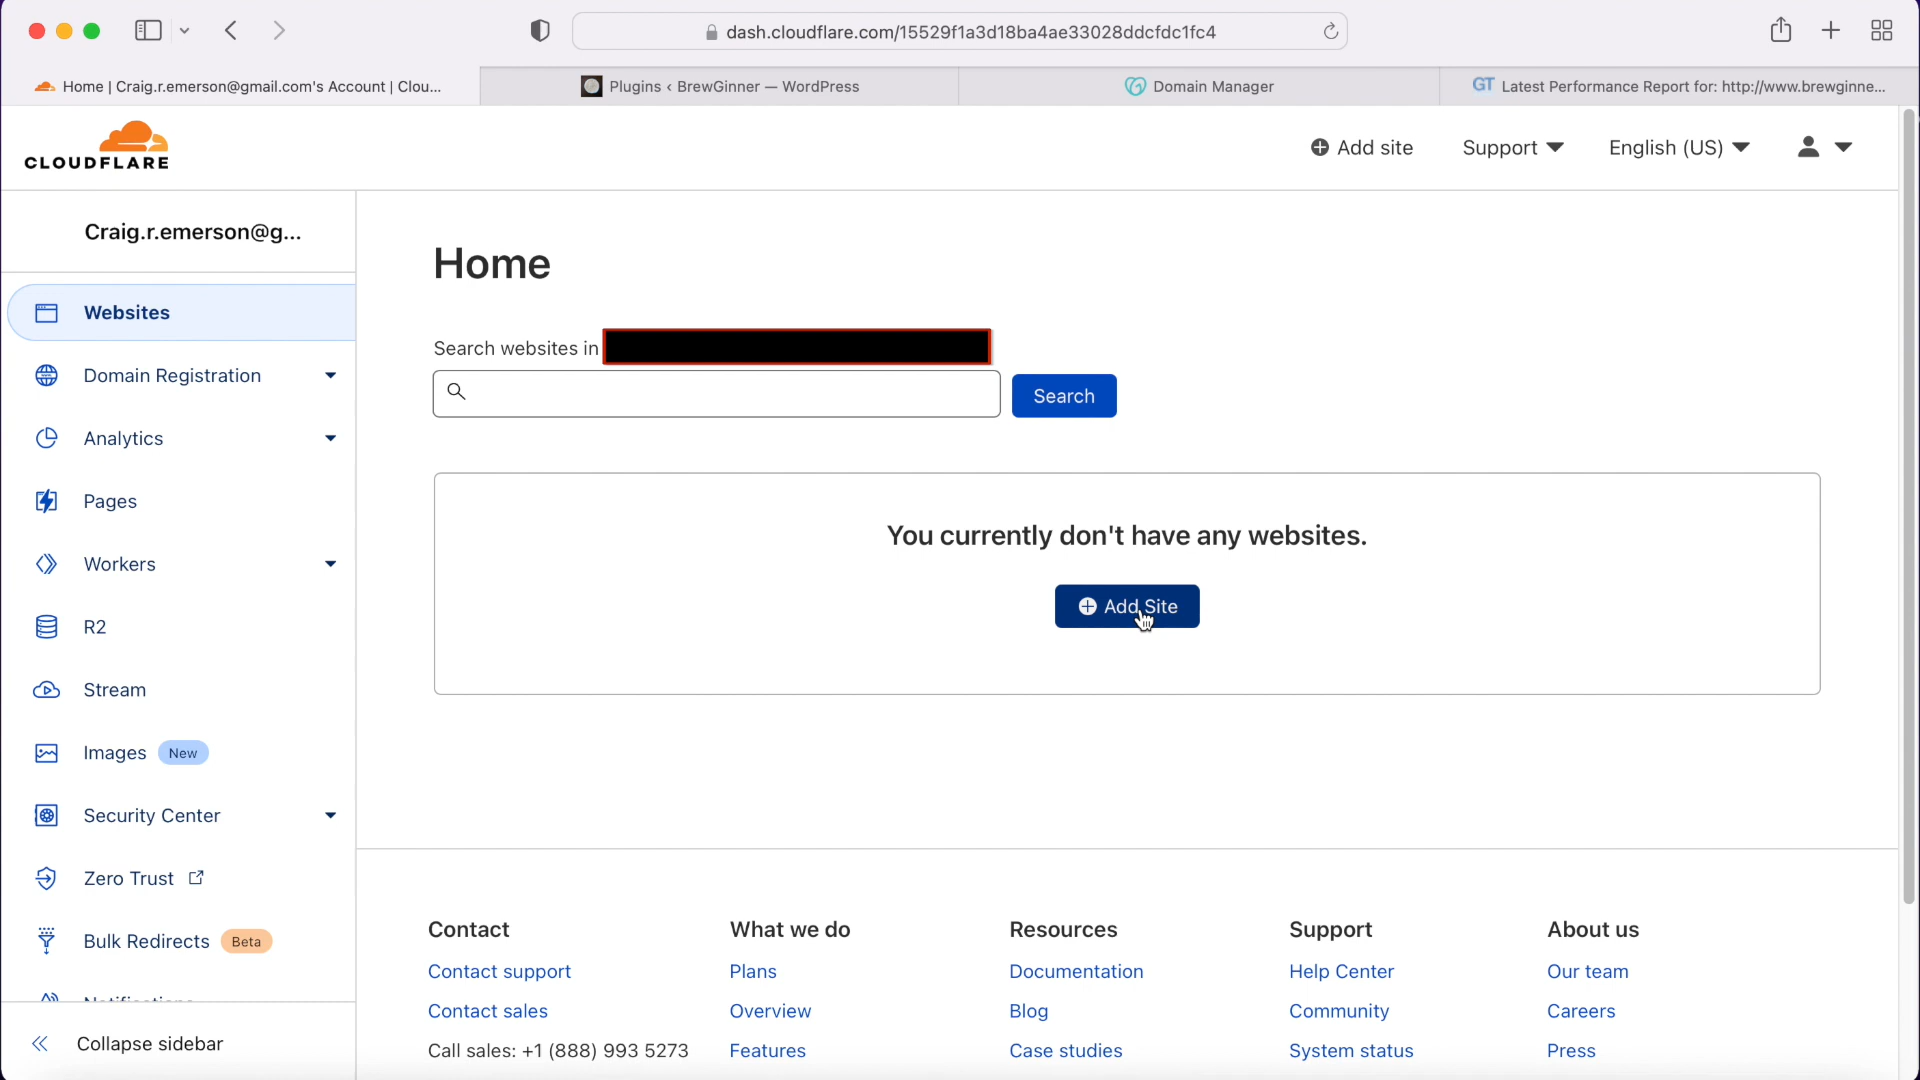 dash.cloudflare.com/15529f1a3d18ba4ae33028ddcfdc1fc4
Home | Craig.r.emerson@gmail.com's Account | Clou...
Plugins ‹ BrewGinner — WordPress
Domain Manager
GT Latest Performance Report for: http://www.brewginne...
CLOUDFLARE
Add site
Support
English (US)
Craig.r.emerson@g...
Websites
Domain Registration
Analytics
Pages
Workers
R2
Stream
Images New
Security Center
Zero Trust
Bulk Redirects Beta
Notifications
Collapse sidebar
Home
Search websites in
Search
You currently don't have any websites.
Add Site
Contact
Contact support
Contact sales
Call sales: +1 (888) 993 5273
What we do
Plans
Overview
Features
Resources
Documentation
Blog
Case studies
Support
Help Center
Community
System status
About us
Our team
Careers
Press